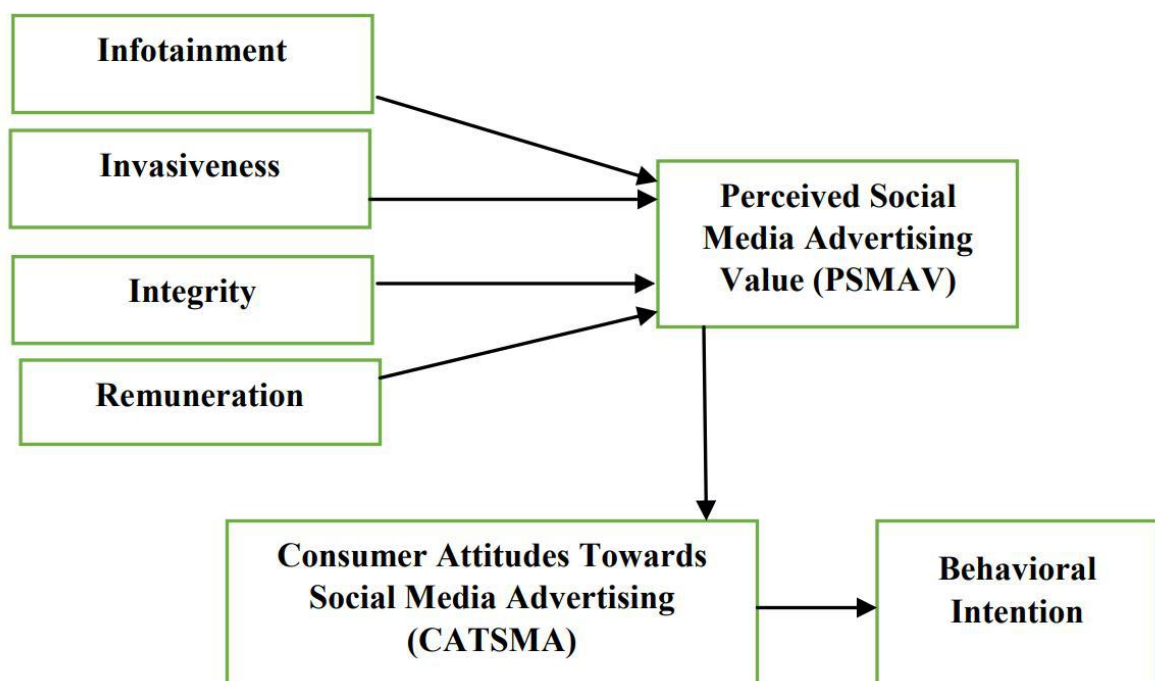 Infotainment
Invasiveness
Integrity
Remuneration
Perceived Social
Media Advertising
Value (PSMAV)
Consumer Attitudes Towards
Social Media Advertising
(CATSMA)
Behavioral
Intention